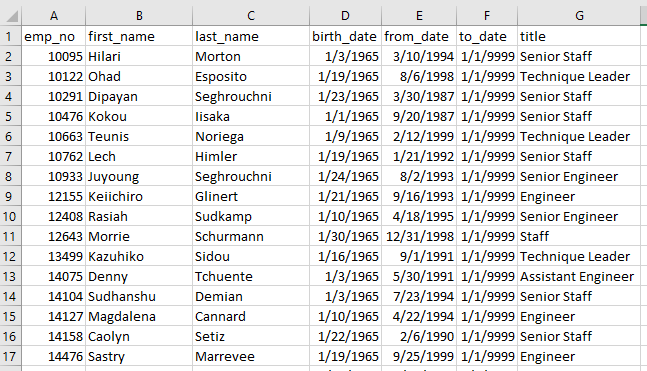 A B C D E F G
1 emp_no first_name last_name birth_date from_date to_date title
2 10095 Hilari Morton 1/3/1965 3/10/1994 1/1/9999 Senior Staff
3 10122 Ohad Esposito 1/19/1965 8/6/1998 1/1/9999 Technique Leader
4 10291 Dipayan Seghrouchni 1/23/1965 3/30/1987 1/1/9999 Senior Staff
5 10476 Kokou Iisaka 1/1/1965 9/20/1987 1/1/9999 Senior Staff
6 10663 Teunis Noriega 1/9/1965 2/12/1999 1/1/9999 Technique Leader
7 10762 Lech Himler 1/19/1965 1/21/1992 1/1/9999 Senior Staff
8 10933 Juyoung Seghrouchni 1/24/1965 8/2/1993 1/1/9999 Senior Engineer
9 12155 Keiichiro Glinert 1/21/1965 9/16/1993 1/1/9999 Engineer
10 12408 Rasiah Sudkamp 1/10/1965 4/18/1995 1/1/9999 Senior Engineer
11 12643 Morrie Schurmann 1/30/1965 12/31/1998 1/1/9999 Staff
12 13499 Kazuhiko Sidou 1/16/1965 9/1/1991 1/1/9999 Technique Leader
13 14075 Denny Tchuente 1/3/1965 5/30/1991 1/1/9999 Assistant Engineer
14 14104 Sudhanshu Demian 1/3/1965 7/23/1994 1/1/9999 Senior Staff
15 14127 Magdalena Cannard 1/10/1965 4/22/1994 1/1/9999 Engineer
16 14158 Caolyn Setiz 1/22/1965 2/6/1990 1/1/9999 Senior Staff
17 14476 Sastry Marrevee 1/19/1965 9/25/1999 1/1/9999 Engineer